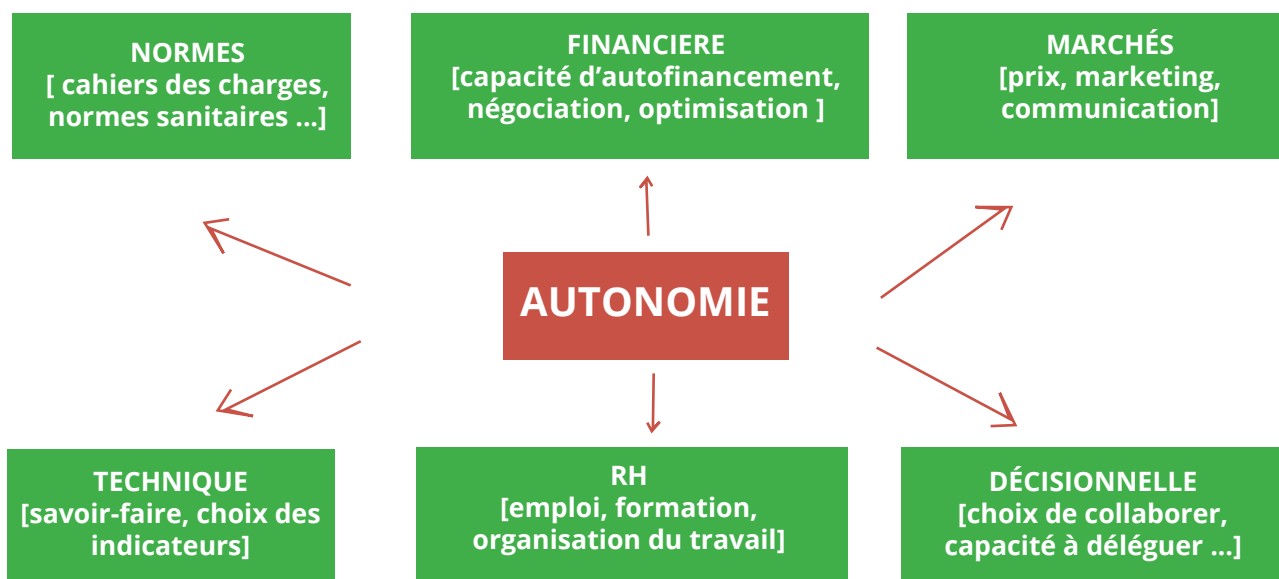 NORMES
[ cahiers des charges,
normes sanitaires ...]
FINANCIERE
[capacité d’autofinancement,
négociation, optimisation ]
MARCHÉS
[prix, marketing,
communication]
AUTONOMIE
TECHNIQUE
[savoir-faire, choix des
indicateurs]
RH
[emploi, formation,
organisation du travail]
DÉCISIONNELLE
[choix de collaborer,
capacité à déléguer ...]